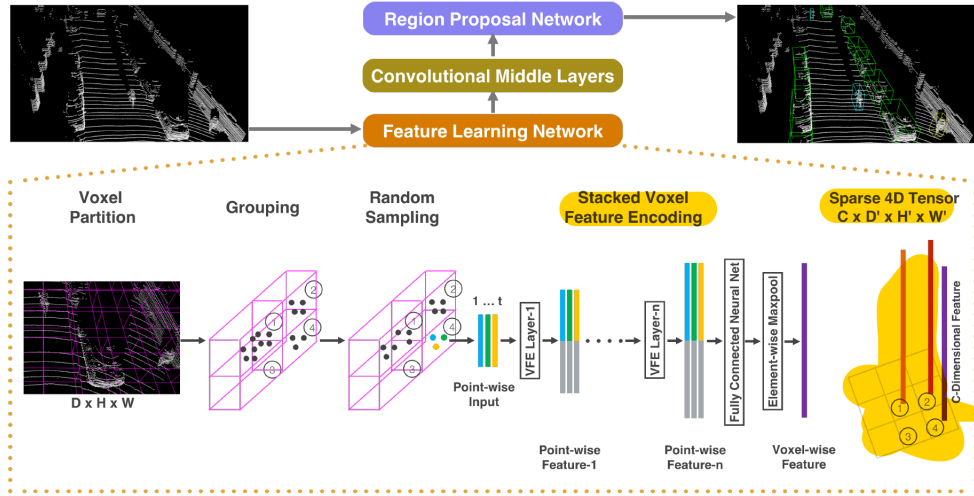 Region Proposal Network
Convolutional Middle Layers
Feature Learning Network
Voxel
Partition
Grouping
Random
Sampling
Stacked Voxel
Feature Encoding
Sparse 4D Tensor
C x D' x H' x W'
D x H x W
1
2
3
4
1
2
3
4
1 ... t
Point-wise
Input
VFE Layer-1
Point-wise
Feature-1
VFE Layer-n
Point-wise
Feature-n
Fully Connected Neural Net
Element-wise Maxpool
Voxel-wise
Feature
1
2
3
4
C-Dimensional Feature